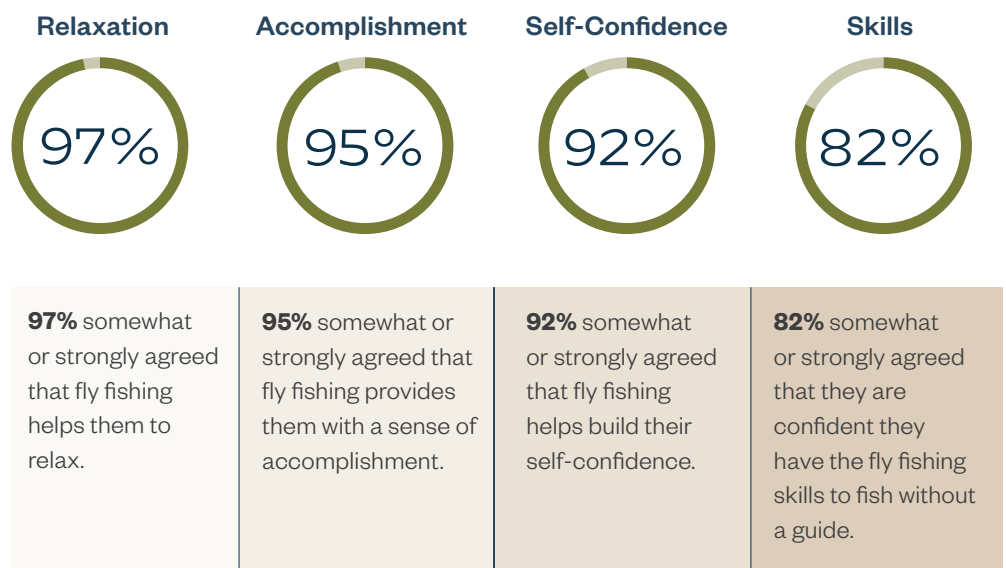 Relaxation
Accomplishment
Self-Confidence
Skills
97%
95%
92%
82%
97% somewhat
or strongly agreed
that fly fishing
helps them to
relax.
95% somewhat or
strongly agreed that
fly fishing provides
them with a sense of
accomplishment.
92% somewhat
or strongly agreed
that fly fishing
helps build their
self-confidence.
82% somewhat
or strongly agreed
that they are
confident they
have the fly fishing
skills to fish without
a guide.